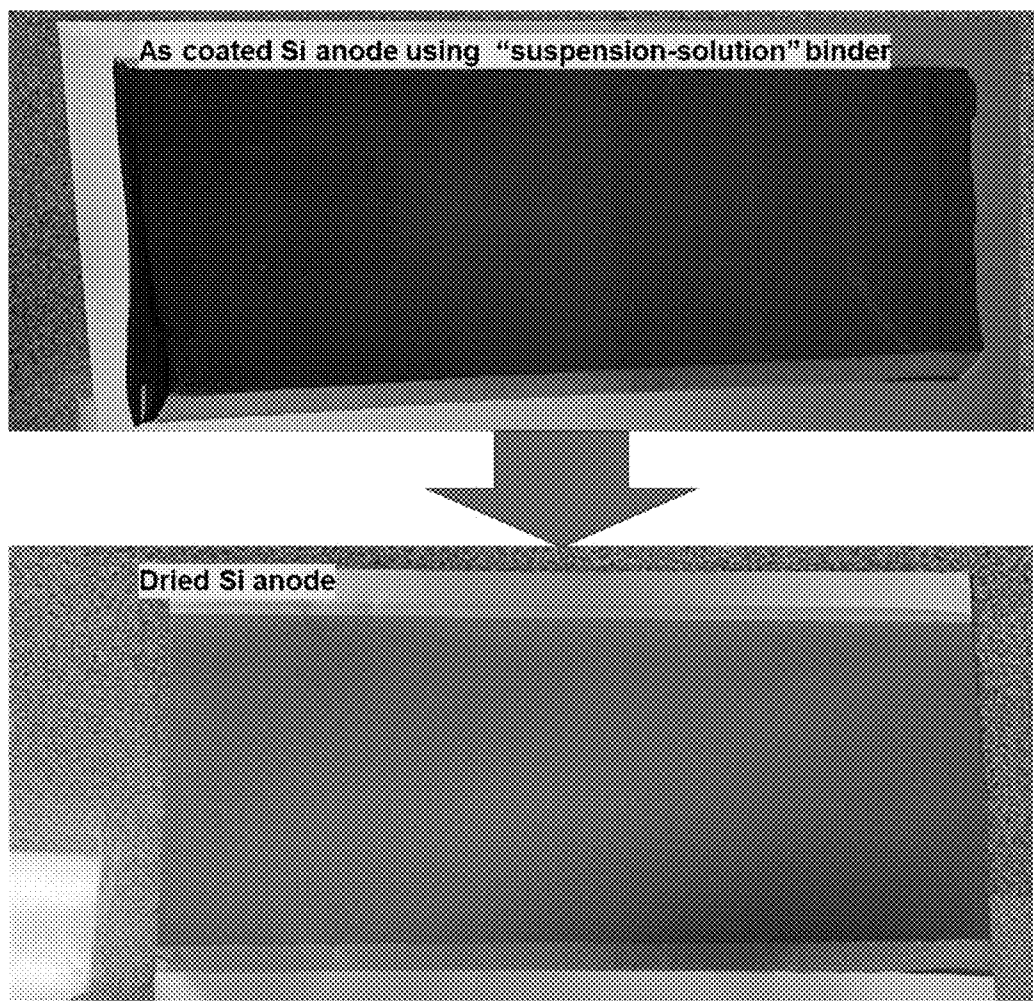 As coated Si anode using “suspension-solution” binder
Dried Si anode